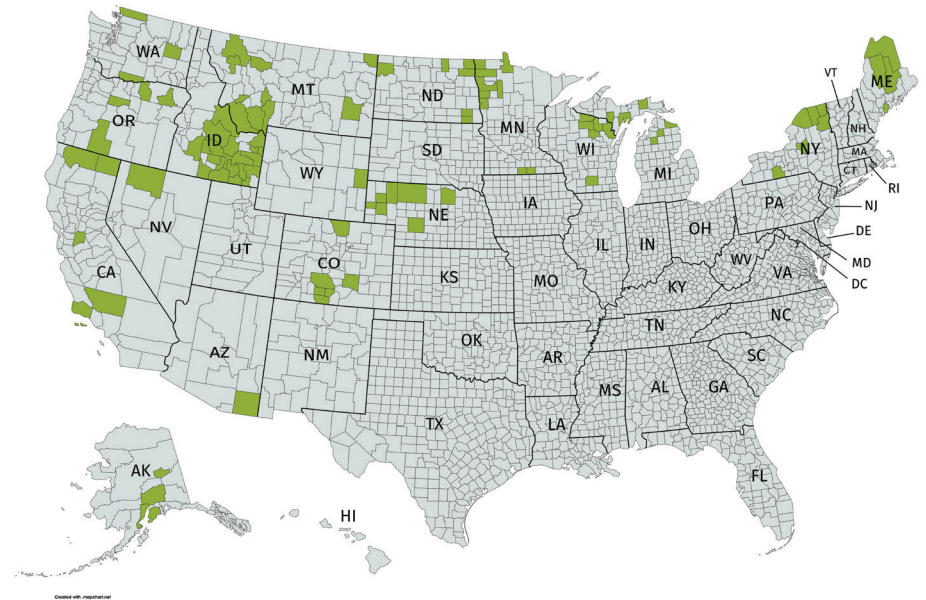 WA
MT
ND
MN
OR
ID
WY
SD
WI
MI
VT
ME
NH
NY
MA
CT
RI
NV
UT
CO
NE
IA
IL
IN
OH
PA
NJ
DE
MD
DC
CA
KS
MO
KY
WV
VA
AZ
NM
OK
AR
TN
NC
SC
TX
LA
MS
AL
GA
FL
AK
HI
Created with mapchart.net